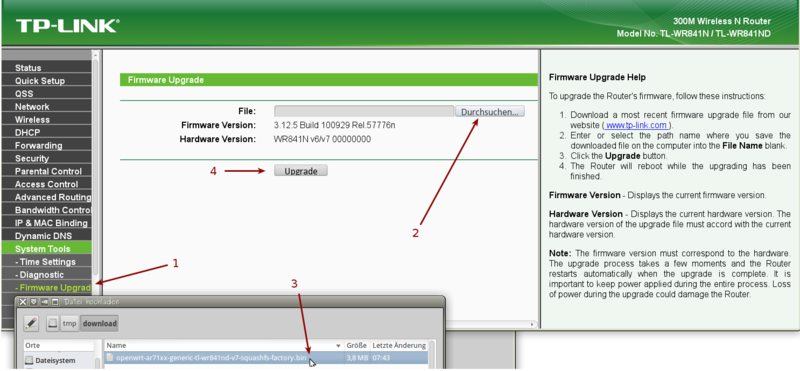 TP-LINK®
300M Wireless N Router
Model No. TL-WR841N / TL-WR841ND
Status
Quick Setup
QSS
Network
Wireless
DHCP
Forwarding
Security
Parental Control
Access Control
Advanced Routing
Bandwidth Control
IP & MAC Binding
Dynamic DNS
System Tools
- Time Settings
- Diagnostic
- Firmware Upgrad
1
Firmware Upgrade
File:
Durchsuchen...
Firmware Version: 3.12.5 Build 100929 Rel.57776n
Hardware Version: WR841N v6/v7 00000000
4
Upgrade
2
3
Firmware Upgrade Help
To upgrade the Router's firmware, follow these instructions:
1. Download a most recent firmware upgrade file from our
website ( www.tp-link.com ).
2. Enter or select the path name where you save the
downloaded file on the computer into the File Name blank.
3. Click the Upgrade button.
4. The Router will reboot while the upgrading has been
finished.
Firmware Version - Displays the current firmware version.
Hardware Version - Displays the current hardware version. The
hardware version of the upgrade file must accord with the current
hardware version.
Note: The firmware version must correspond to the hardware.
The upgrade process takes a few moments and the Router
restarts automatically when the upgrade is complete. It is
important to keep power applied during the entire process. Loss
of power during the upgrade could damage the Router.
Datei hochladen
tmp
download
Orte
Dateisystem
Name
Größe
Letzte Änderung
openwrt-ar71xx-generic-tl-wr841nd-v7-squashfs-factory.bin
3,8 MB
07:43